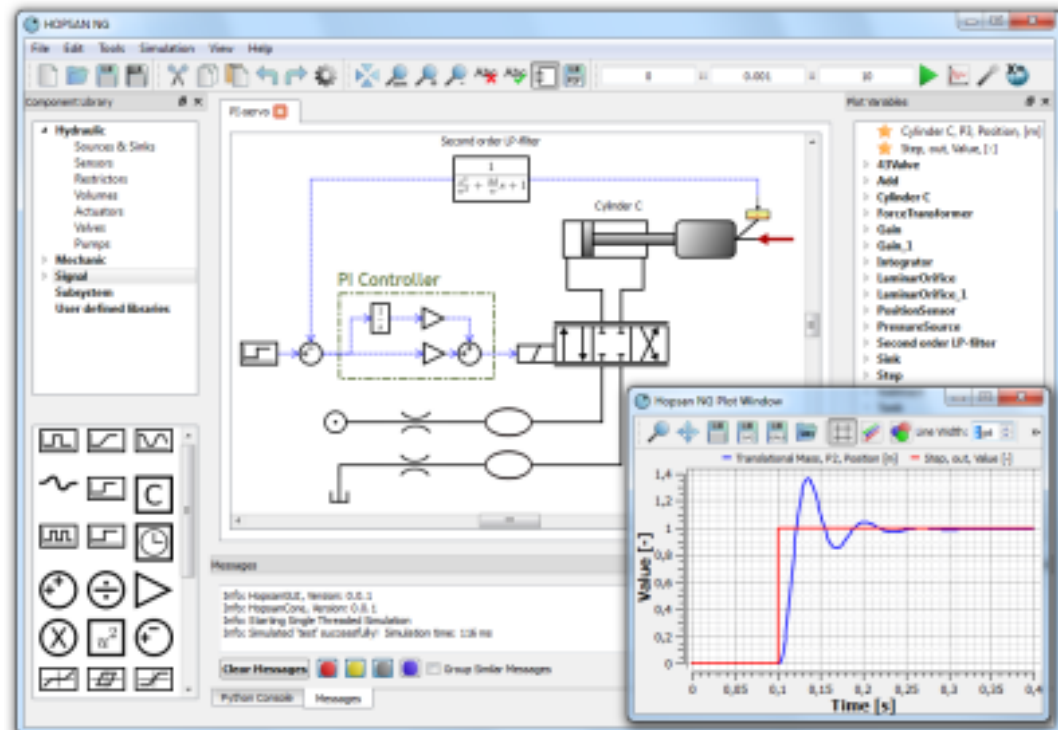 HOPSAN NG
File Edit Tools Simulation View Help
0 0.001 10
Component Library
Plot Variables
PI-servo
Hydraulic
Sources & Sinks
Sensors
Restrictors
Volumes
Actuators
Valves
Pumps
Mechanic
Signal
Subsystem
User defined libraries
Second order LP-filter
Cylinder C
PI Controller
Cylinder C, P3, Position, [m]
Step, out, Value, [-]
43Valve
Add
Cylinder C
ForceTransformer
Gain
Gain_1
Integrator
LaminarOrifice
LaminarOrifice_1
PositionSensor
PressureSource
Second order LP-filter
Sink
Step
C
X
u²
Messages
Info: HopsanGUI, Version: 0.0.1
Info: HopsanCore, Version: 0.0.1
Info: Starting Single Threaded Simulation
Info: Simulated 'test' successfully! Simulation time: 116 ms
Clear Messages Group Similar Messages
Python Console Messages
Hopsan NG Plot Window
Line Width:
Translational Mass, P2, Position [m] Step, out, Value [-]
Value [-]
1,4
1,2
1
0,8
0,6
0,4
0,2
0
0 0,05 0,1 0,15 0,2 0,25 0,3 0,35 0,4
Time [s]